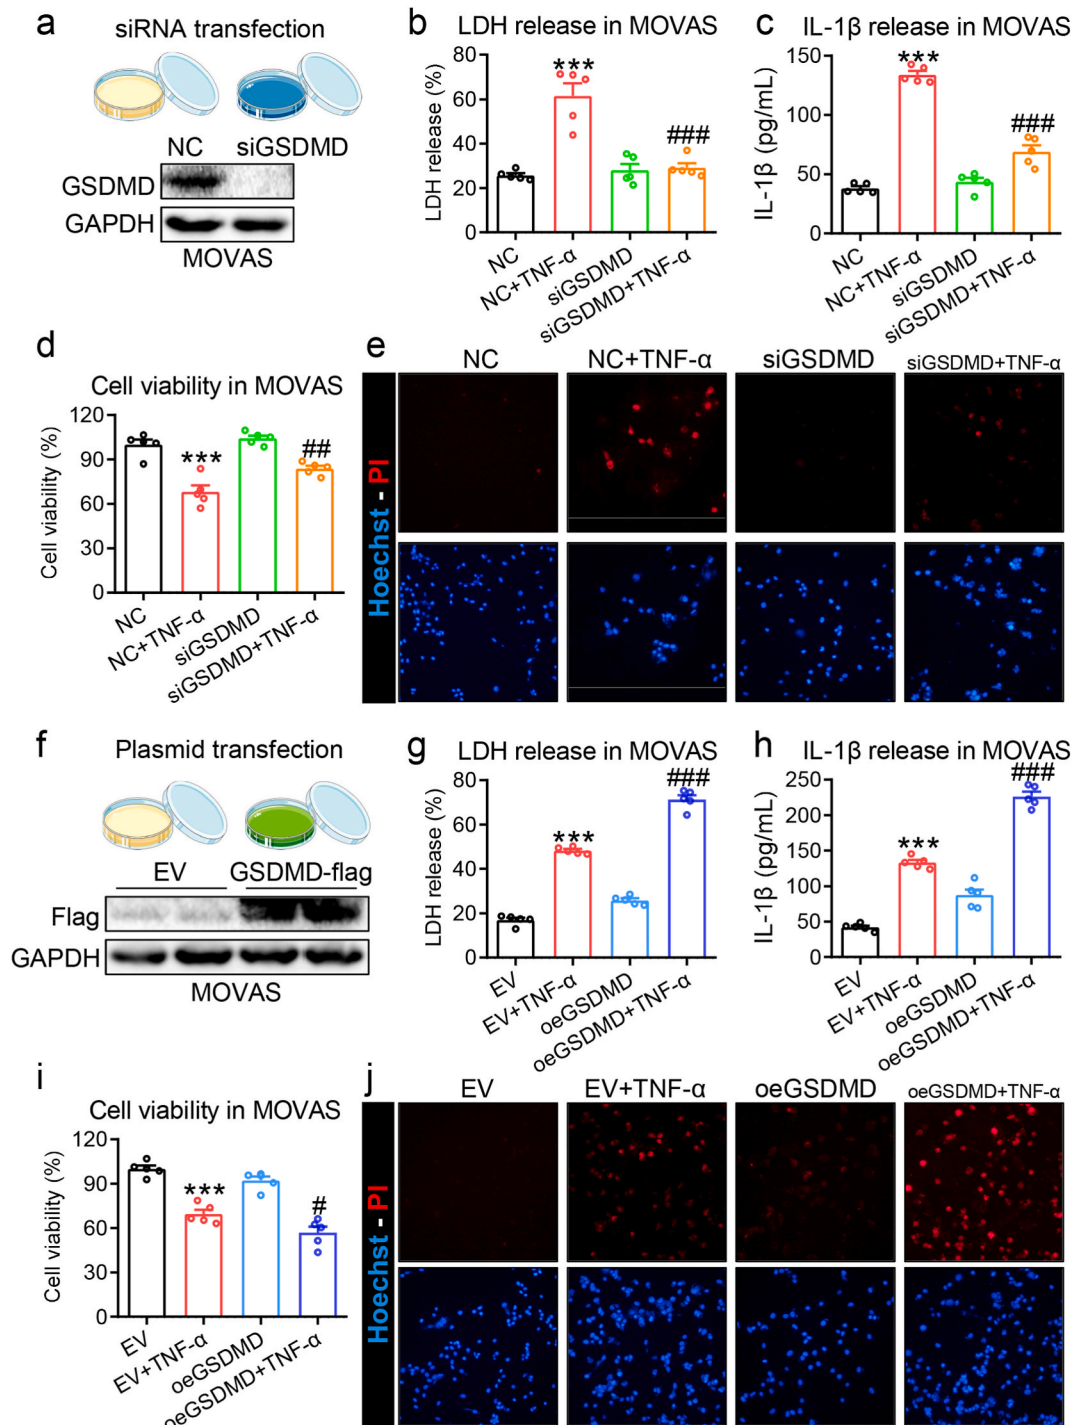 a
siRNA transfection
NC siGSDMD
GSDMD
GAPDH
MOVAS
b
LDH release in MOVAS
LDH release (%)
80
60
40
20
0
***
###
NC
NC+TNF-α
siGSDMD
siGSDMD+TNF-α
c
IL-1β release in MOVAS
IL-1β (pg/mL)
150
100
50
0
***
###
NC
NC+TNF-α
siGSDMD
siGSDMD+TNF-α
d
Cell viability in MOVAS
Cell viability (%)
120
90
60
30
0
***
##
NC
NC+TNF-α
siGSDMD
siGSDMD+TNF-α
e
NC NC+TNF-α siGSDMD siGSDMD+TNF-α
Hoechst - PI
f
Plasmid transfection
EV GSDMD-flag
Flag
GAPDH
MOVAS
g
LDH release in MOVAS
LDH release (%)
80
60
40
20
0
***
###
EV
EV+TNF-α
oeGSDMD
oeGSDMD+TNF-α
h
IL-1β release in MOVAS
IL-1β (pg/mL)
250
200
150
100
50
0
***
###
EV
EV+TNF-α
oeGSDMD
oeGSDMD+TNF-α
i
Cell viability in MOVAS
Cell viability (%)
120
90
60
30
0
***
#
EV
EV+TNF-α
oeGSDMD
oeGSDMD+TNF-α
j
EV EV+TNF-α oeGSDMD oeGSDMD+TNF-α
Hoechst - PI